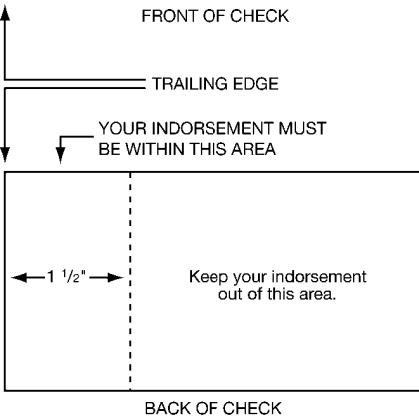 FRONT OF CHECK
TRAILING EDGE
YOUR INDORSEMENT MUST
BE WITHIN THIS AREA
1 1/2"
Keep your indorsement
out of this area.
BACK OF CHECK